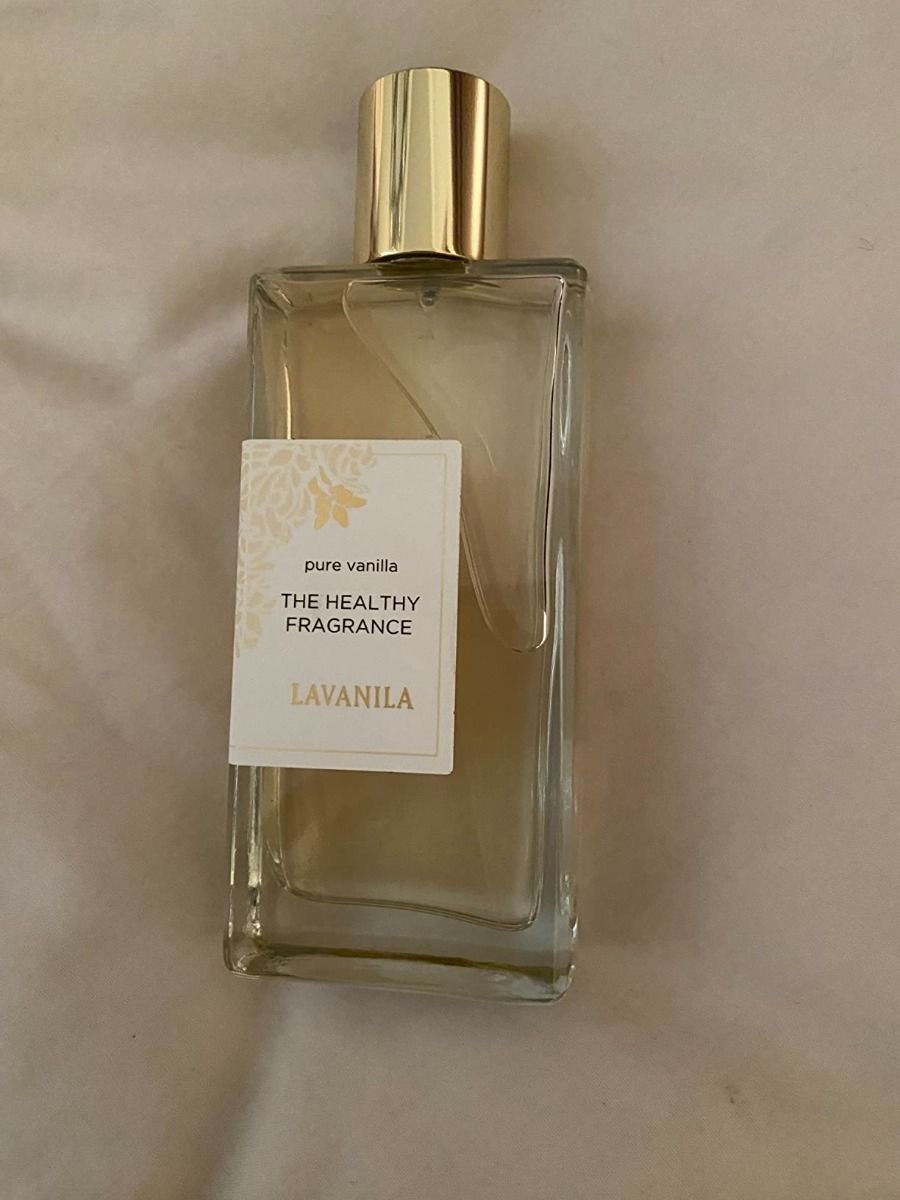 pure vanilla
THE HEALTHY
FRAGRANCE
LAVANILA